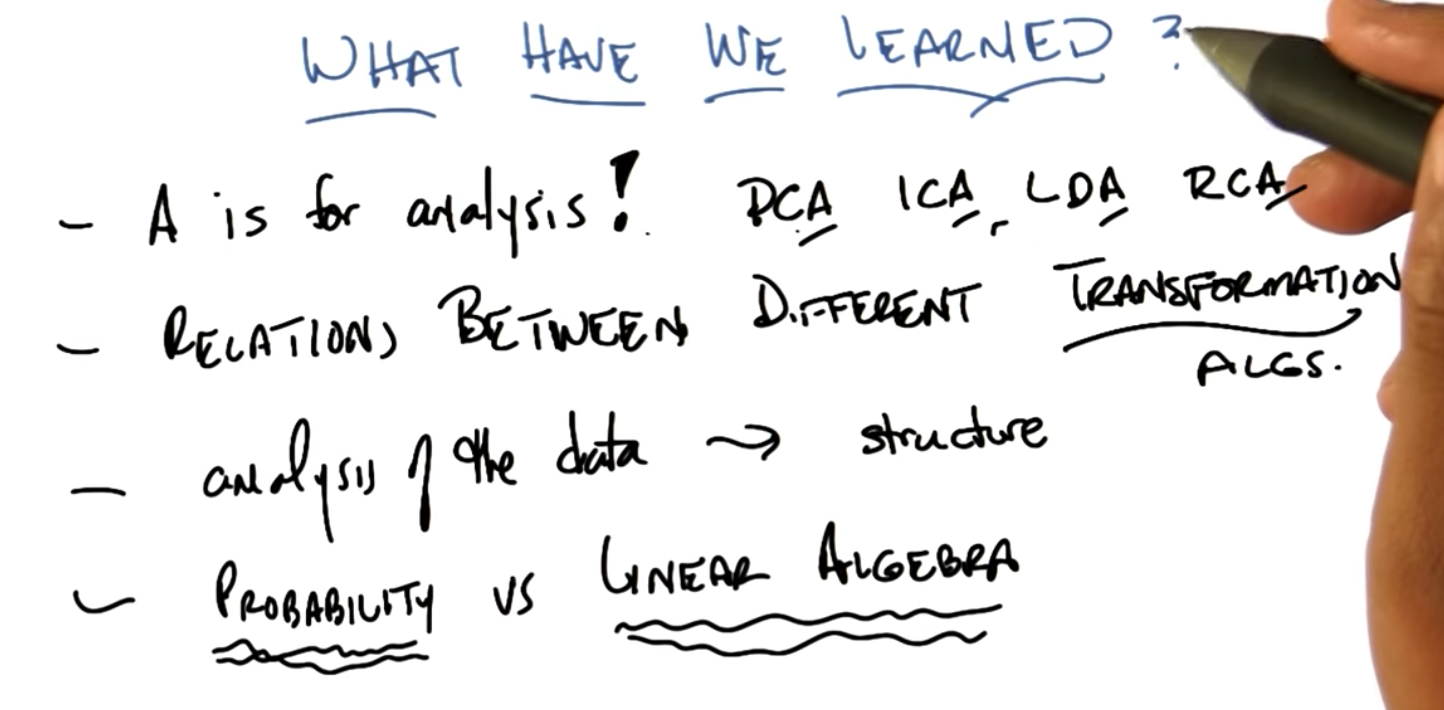 WHAT HAVE WE LEARNED?
- A is for analysis! PCA ICA, LDA RCA
- RELATIONS BETWEEN DIFFERENT TRANSFORMATION
ALGS.
- analysis of the data → structure
- PROBABILITY VS LINEAR ALGEBRA